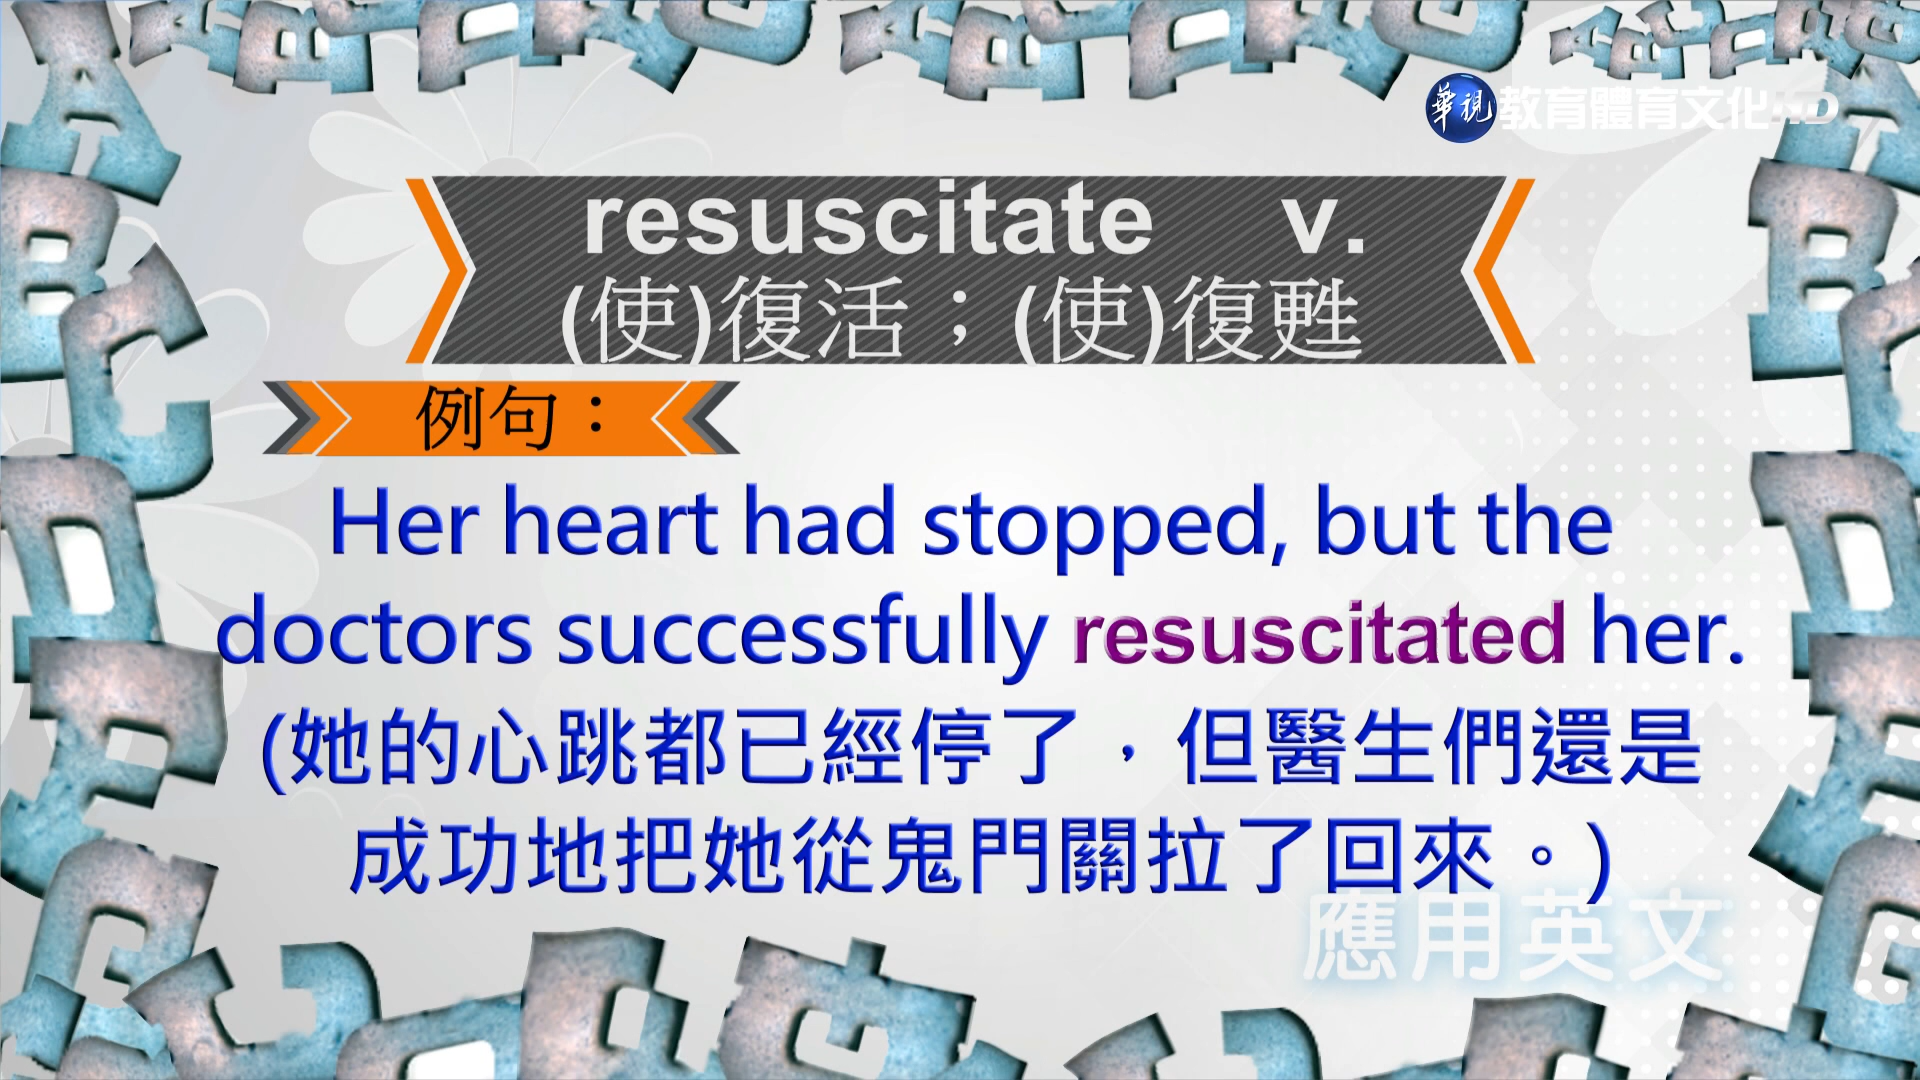 華視 教育體育文化HD
resuscitate v.
(使)復活；(使)復甦
例句：
Her heart had stopped, but the
doctors successfully resuscitated her.
(她的心跳都已經停了，但醫生們還是
成功地把她從鬼門關拉了回來。)
應用英文